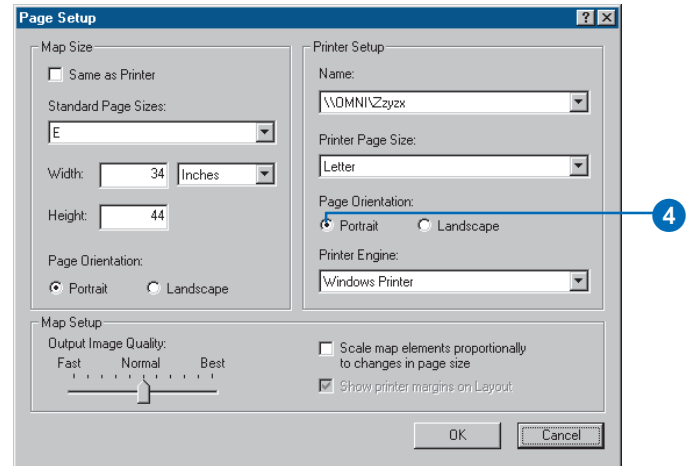 Page Setup
Map Size
Same as Printer
Standard Page Sizes:
E
Width: 34 Inches
Height: 44
Page Orientation:
Portrait Landscape
Printer Setup
Name:
\\OMNI\Zzyzx
Printer Page Size:
Letter
Page Orientation:
Portrait Landscape
4
Printer Engine:
Windows Printer
Map Setup
Output Image Quality:
Fast Normal Best
Scale map elements proportionally
to changes in page size
Show printer margins on Layout
OK Cancel